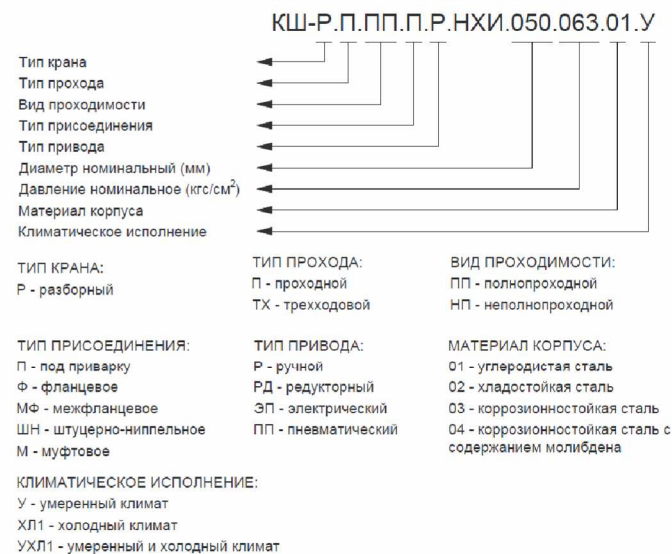 КШ-Р.П.ПП.П.Р.НХИ.050.063.01.У
Тип крана
Тип прохода
Вид проходимости
Тип присоединения
Тип привода
Диаметр номинальный (мм)
Давление номинальное (кгс/см²)
Материал корпуса
Климатическое исполнение
ТИП КРАНА:
Р - разборный
ТИП ПРОХОДА:
П - проходной
ТХ - трехходовой
ВИД ПРОХОДИМОСТИ:
ПП - полнопроходной
НП - неполнопроходной
ТИП ПРИСОЕДИНЕНИЯ:
П - под приварку
Ф - фланцевое
МФ - межфланцевое
ШН - штуцерно-ниппельное
М - муфтовое
ТИП ПРИВОДА:
Р - ручной
РД - редукторный
ЭП - электрический
ПП - пневматический
МАТЕРИАЛ КОРПУСА:
01 - углеродистая сталь
02 - хладостойкая сталь
03 - коррозионностойкая сталь
04 - коррозионностойкая сталь с
содержанием молибдена
КЛИМАТИЧЕСКОЕ ИСПОЛНЕНИЕ:
У - умеренный климат
ХЛ1 - холодный климат
УХЛ1 - умеренный и холодный климат